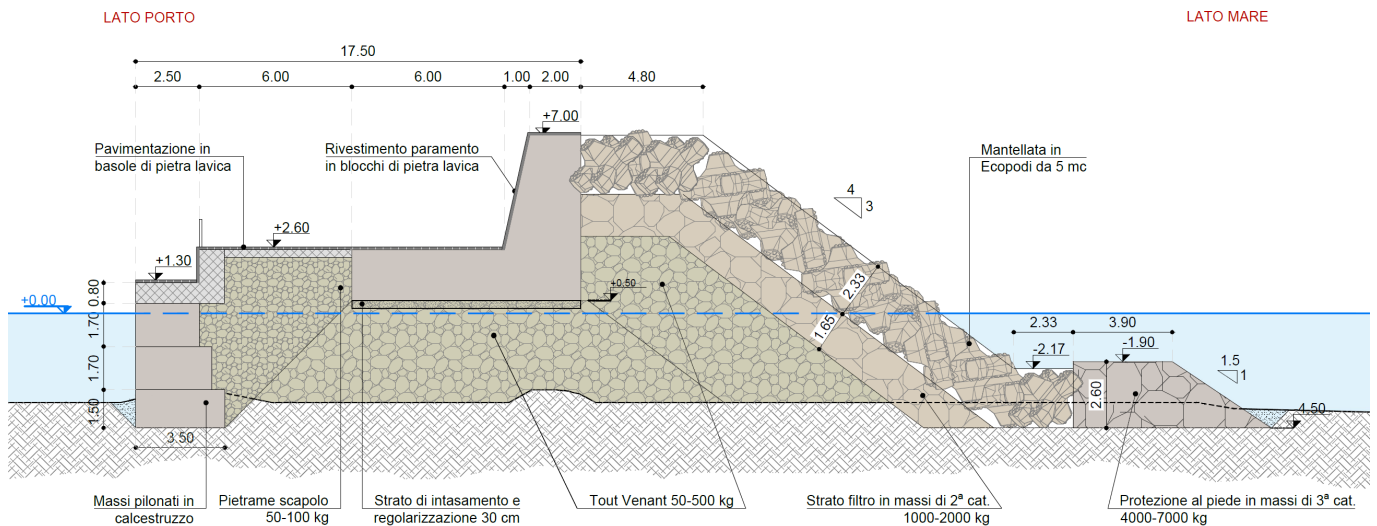 LATO PORTO
LATO MARE
17.50
2.50
6.00
6.00
1.00
2.00
4.80
+7.00
Pavimentazione in
basole di pietra lavica
Rivestimento paramento
in blocchi di pietra lavica
Mantellata in
Ecopodi da 5 mc
4
3
+2.60
+1.30
+0.50
+0.00
0.80
1.70
1.70
1.50
2.33
1.65
2.33
3.90
-2.17
-1.90
1.5
1
2.60
-4.50
3.50
Massi pilonati in
calcestruzzo
Pietrame scapolo
50-100 kg
Strato di intasamento e
regolarizzazione 30 cm
Tout Venant 50-500 kg
Strato filtro in massi di 2ª cat.
1000-2000 kg
Protezione al piede in massi di 3ª cat.
4000-7000 kg